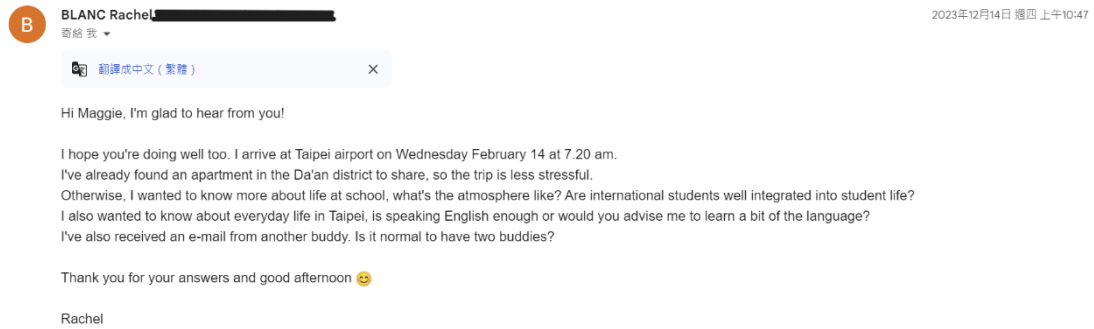 B
BLANC Rachel
2023年12月14日 週四 上午10:47
寄給 我
翻譯成中文（繁體）
Hi Maggie, I'm glad to hear from you!
I hope you're doing well too. I arrive at Taipei airport on Wednesday February 14 at 7.20 am.
I've already found an apartment in the Da'an district to share, so the trip is less stressful.
Otherwise, I wanted to know more about life at school, what's the atmosphere like? Are international students well integrated into student life?
I also wanted to know about everyday life in Taipei, is speaking English enough or would you advise me to learn a bit of the language?
I've also received an e-mail from another buddy. Is it normal to have two buddies?
Thank you for your answers and good afternoon 😊
Rachel